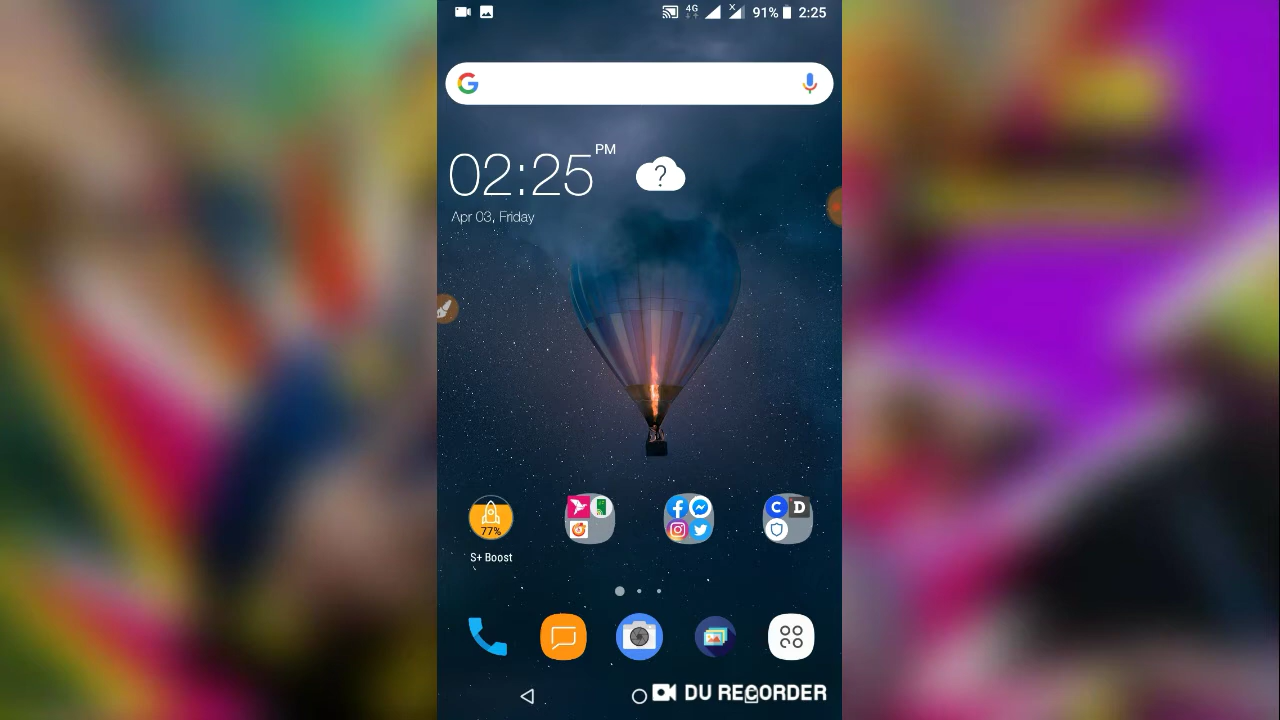 4G X 91% 2:25
02:25 PM
?
Apr 03, Friday
77%
C D
S+ Boost
DU RECORDER